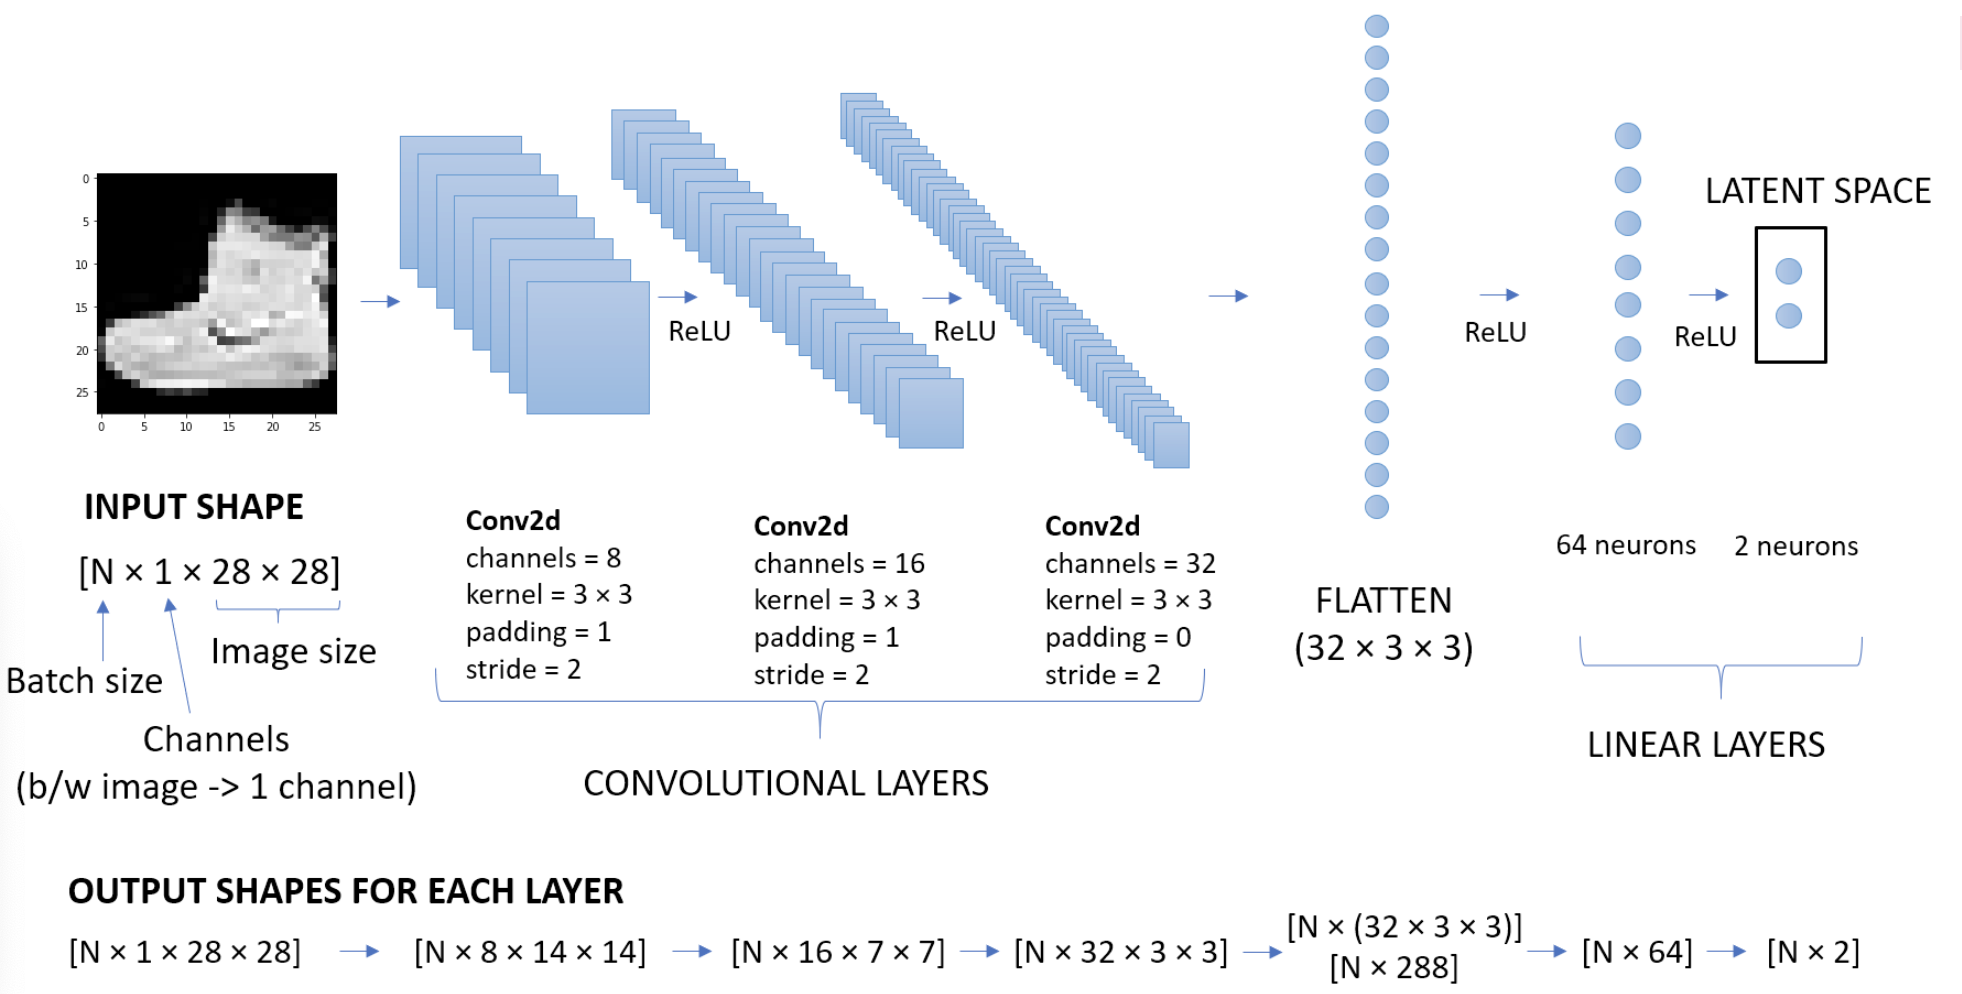 0
5
10
15
20
25
0 5 10 15 20 25
ReLU
ReLU
ReLU
ReLU
LATENT SPACE
INPUT SHAPE
[N × 1 × 28 × 28]
Image size
Batch size
Channels
(b/w image -> 1 channel)
Conv2d
channels = 8
kernel = 3 × 3
padding = 1
stride = 2
Conv2d
channels = 16
kernel = 3 × 3
padding = 1
stride = 2
Conv2d
channels = 32
kernel = 3 × 3
padding = 0
stride = 2
CONVOLUTIONAL LAYERS
FLATTEN
(32 × 3 × 3)
64 neurons
2 neurons
LINEAR LAYERS
OUTPUT SHAPES FOR EACH LAYER
[N × 1 × 28 × 28]
[N × 8 × 14 × 14]
[N × 16 × 7 × 7]
[N × 32 × 3 × 3]
[N × (32 × 3 × 3)]
[N × 288]
[N × 64]
[N × 2]